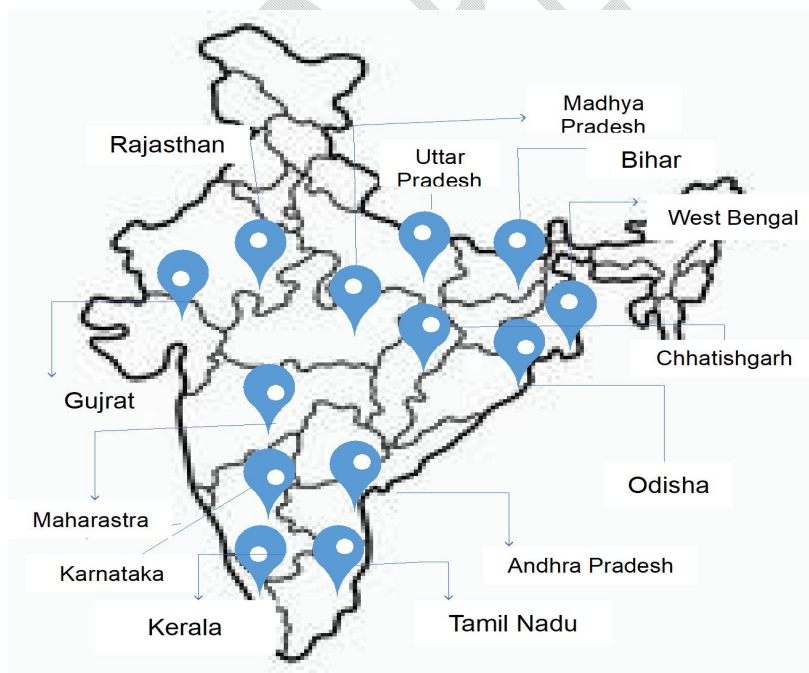 Madhya
Pradesh
Rajasthan
Uttar
Pradesh
Bihar
West Bengal
Chhatishgarh
Gujrat
Odisha
Maharastra
Andhra Pradesh
Karnataka
Kerala
Tamil Nadu